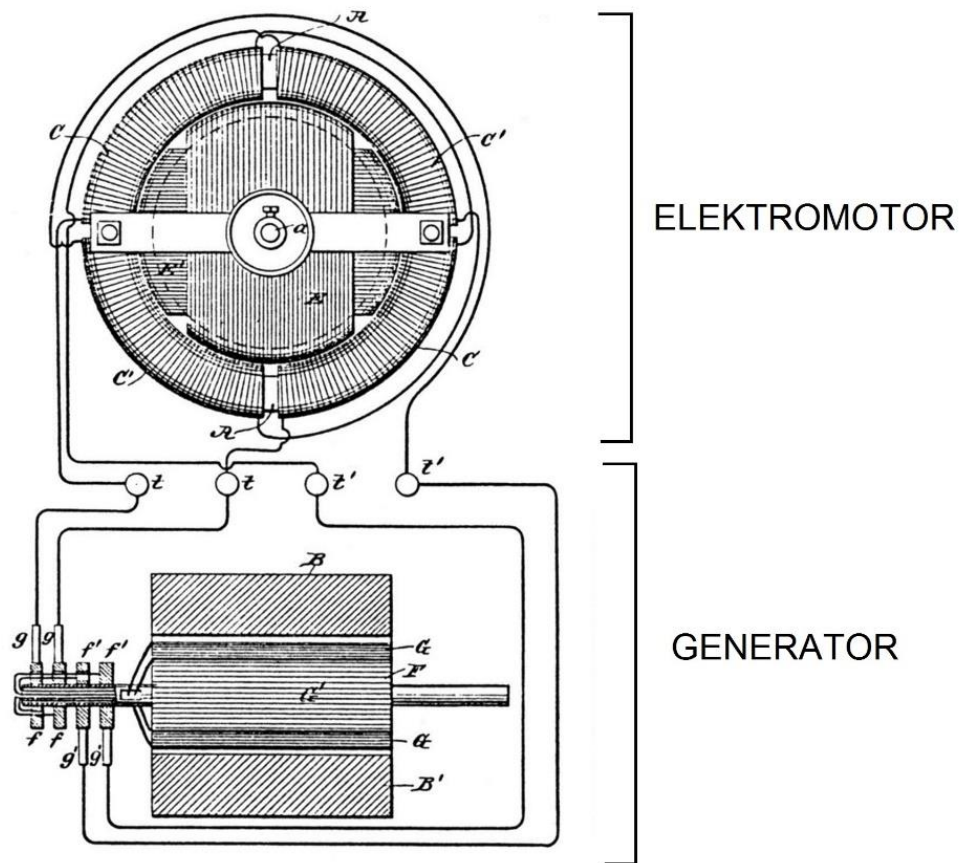 A
C
C'
a
E'
E
C'
C
A
t
t
t'
t'
ELEKTROMOTOR
B
g
g
f'
f'
G
F
G'
f
f
G
g'
g'
B'
GENERATOR